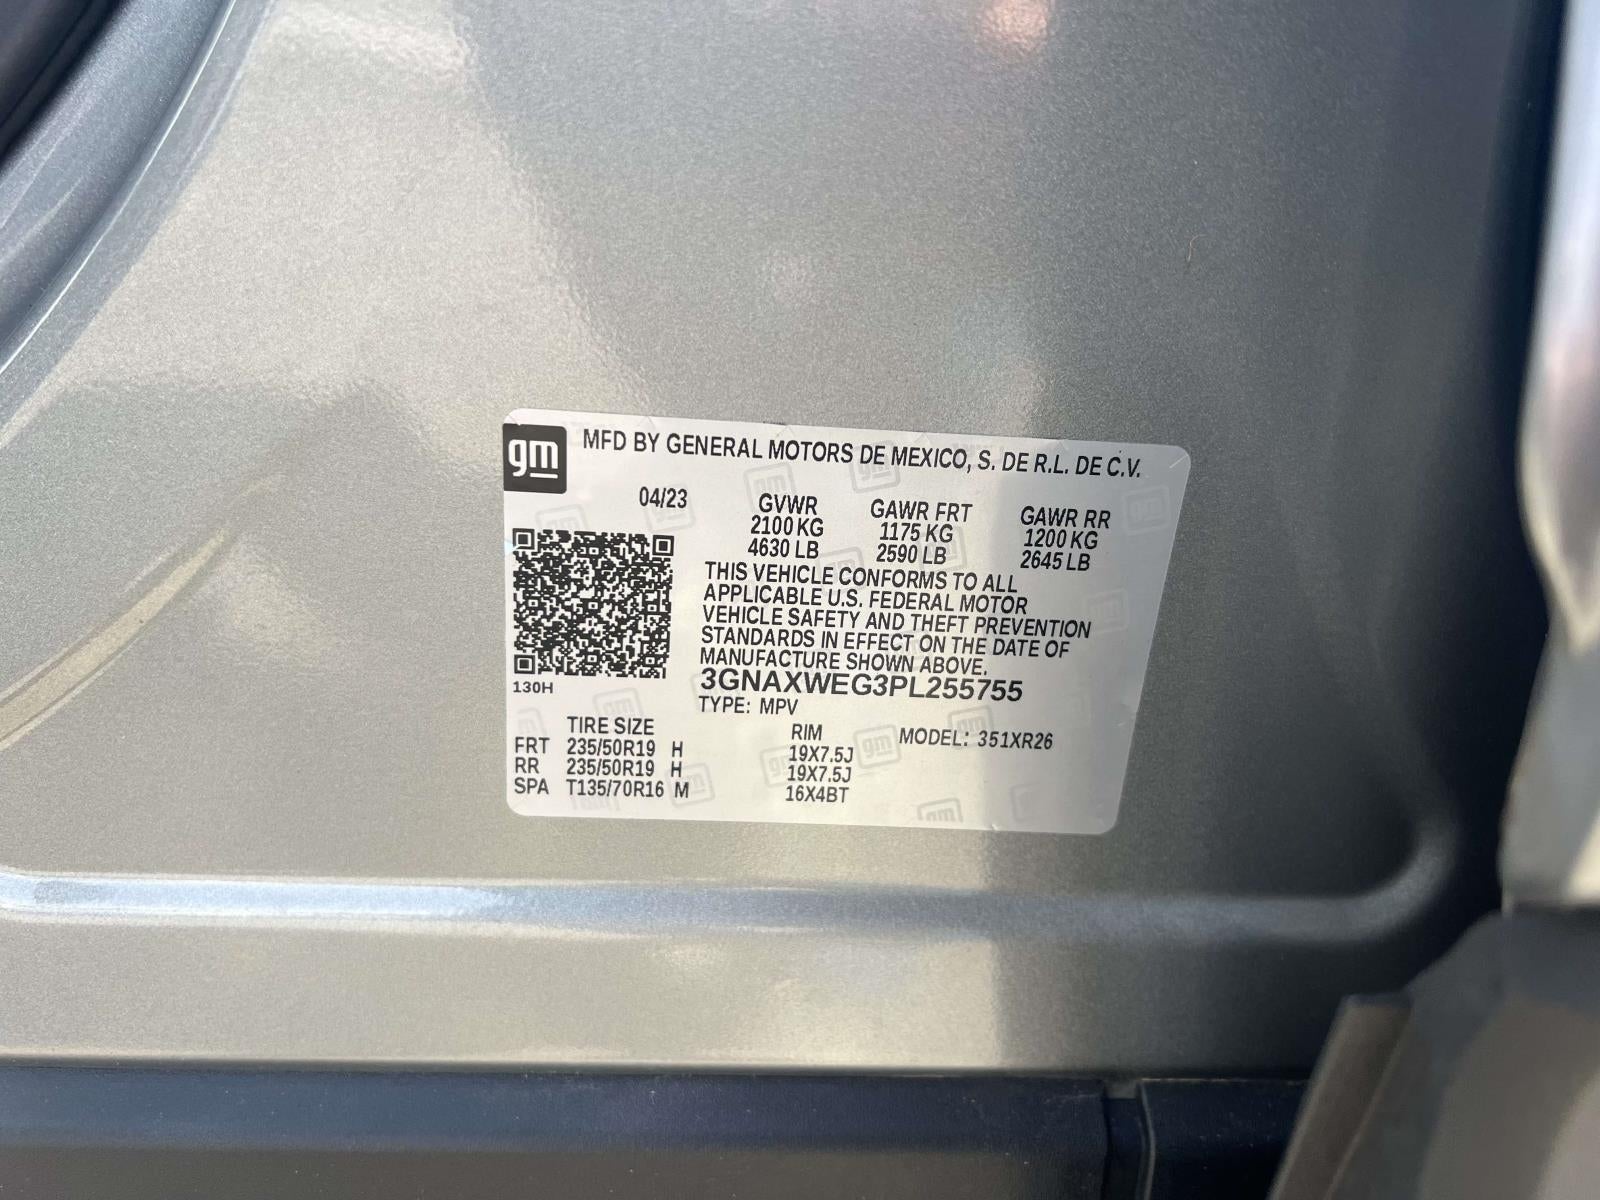 gm
MFD BY GENERAL MOTORS DE MEXICO, S. DE R.L. DE C.V.
04/23
GVWR GAWR FRT GAWR RR
2100 KG 1175 KG 1200 KG
4630 LB 2590 LB 2645 LB
THIS VEHICLE CONFORMS TO ALL
APPLICABLE U.S. FEDERAL MOTOR
VEHICLE SAFETY AND THEFT PREVENTION
STANDARDS IN EFFECT ON THE DATE OF
MANUFACTURE SHOWN ABOVE.
130H
3GNAXWEG3PL255755
TYPE: MPV
TIRE SIZE RIM MODEL: 351XR26
FRT 235/50R19 H 19X7.5J
RR 235/50R19 H 19X7.5J
SPA T135/70R16 M 16X4BT